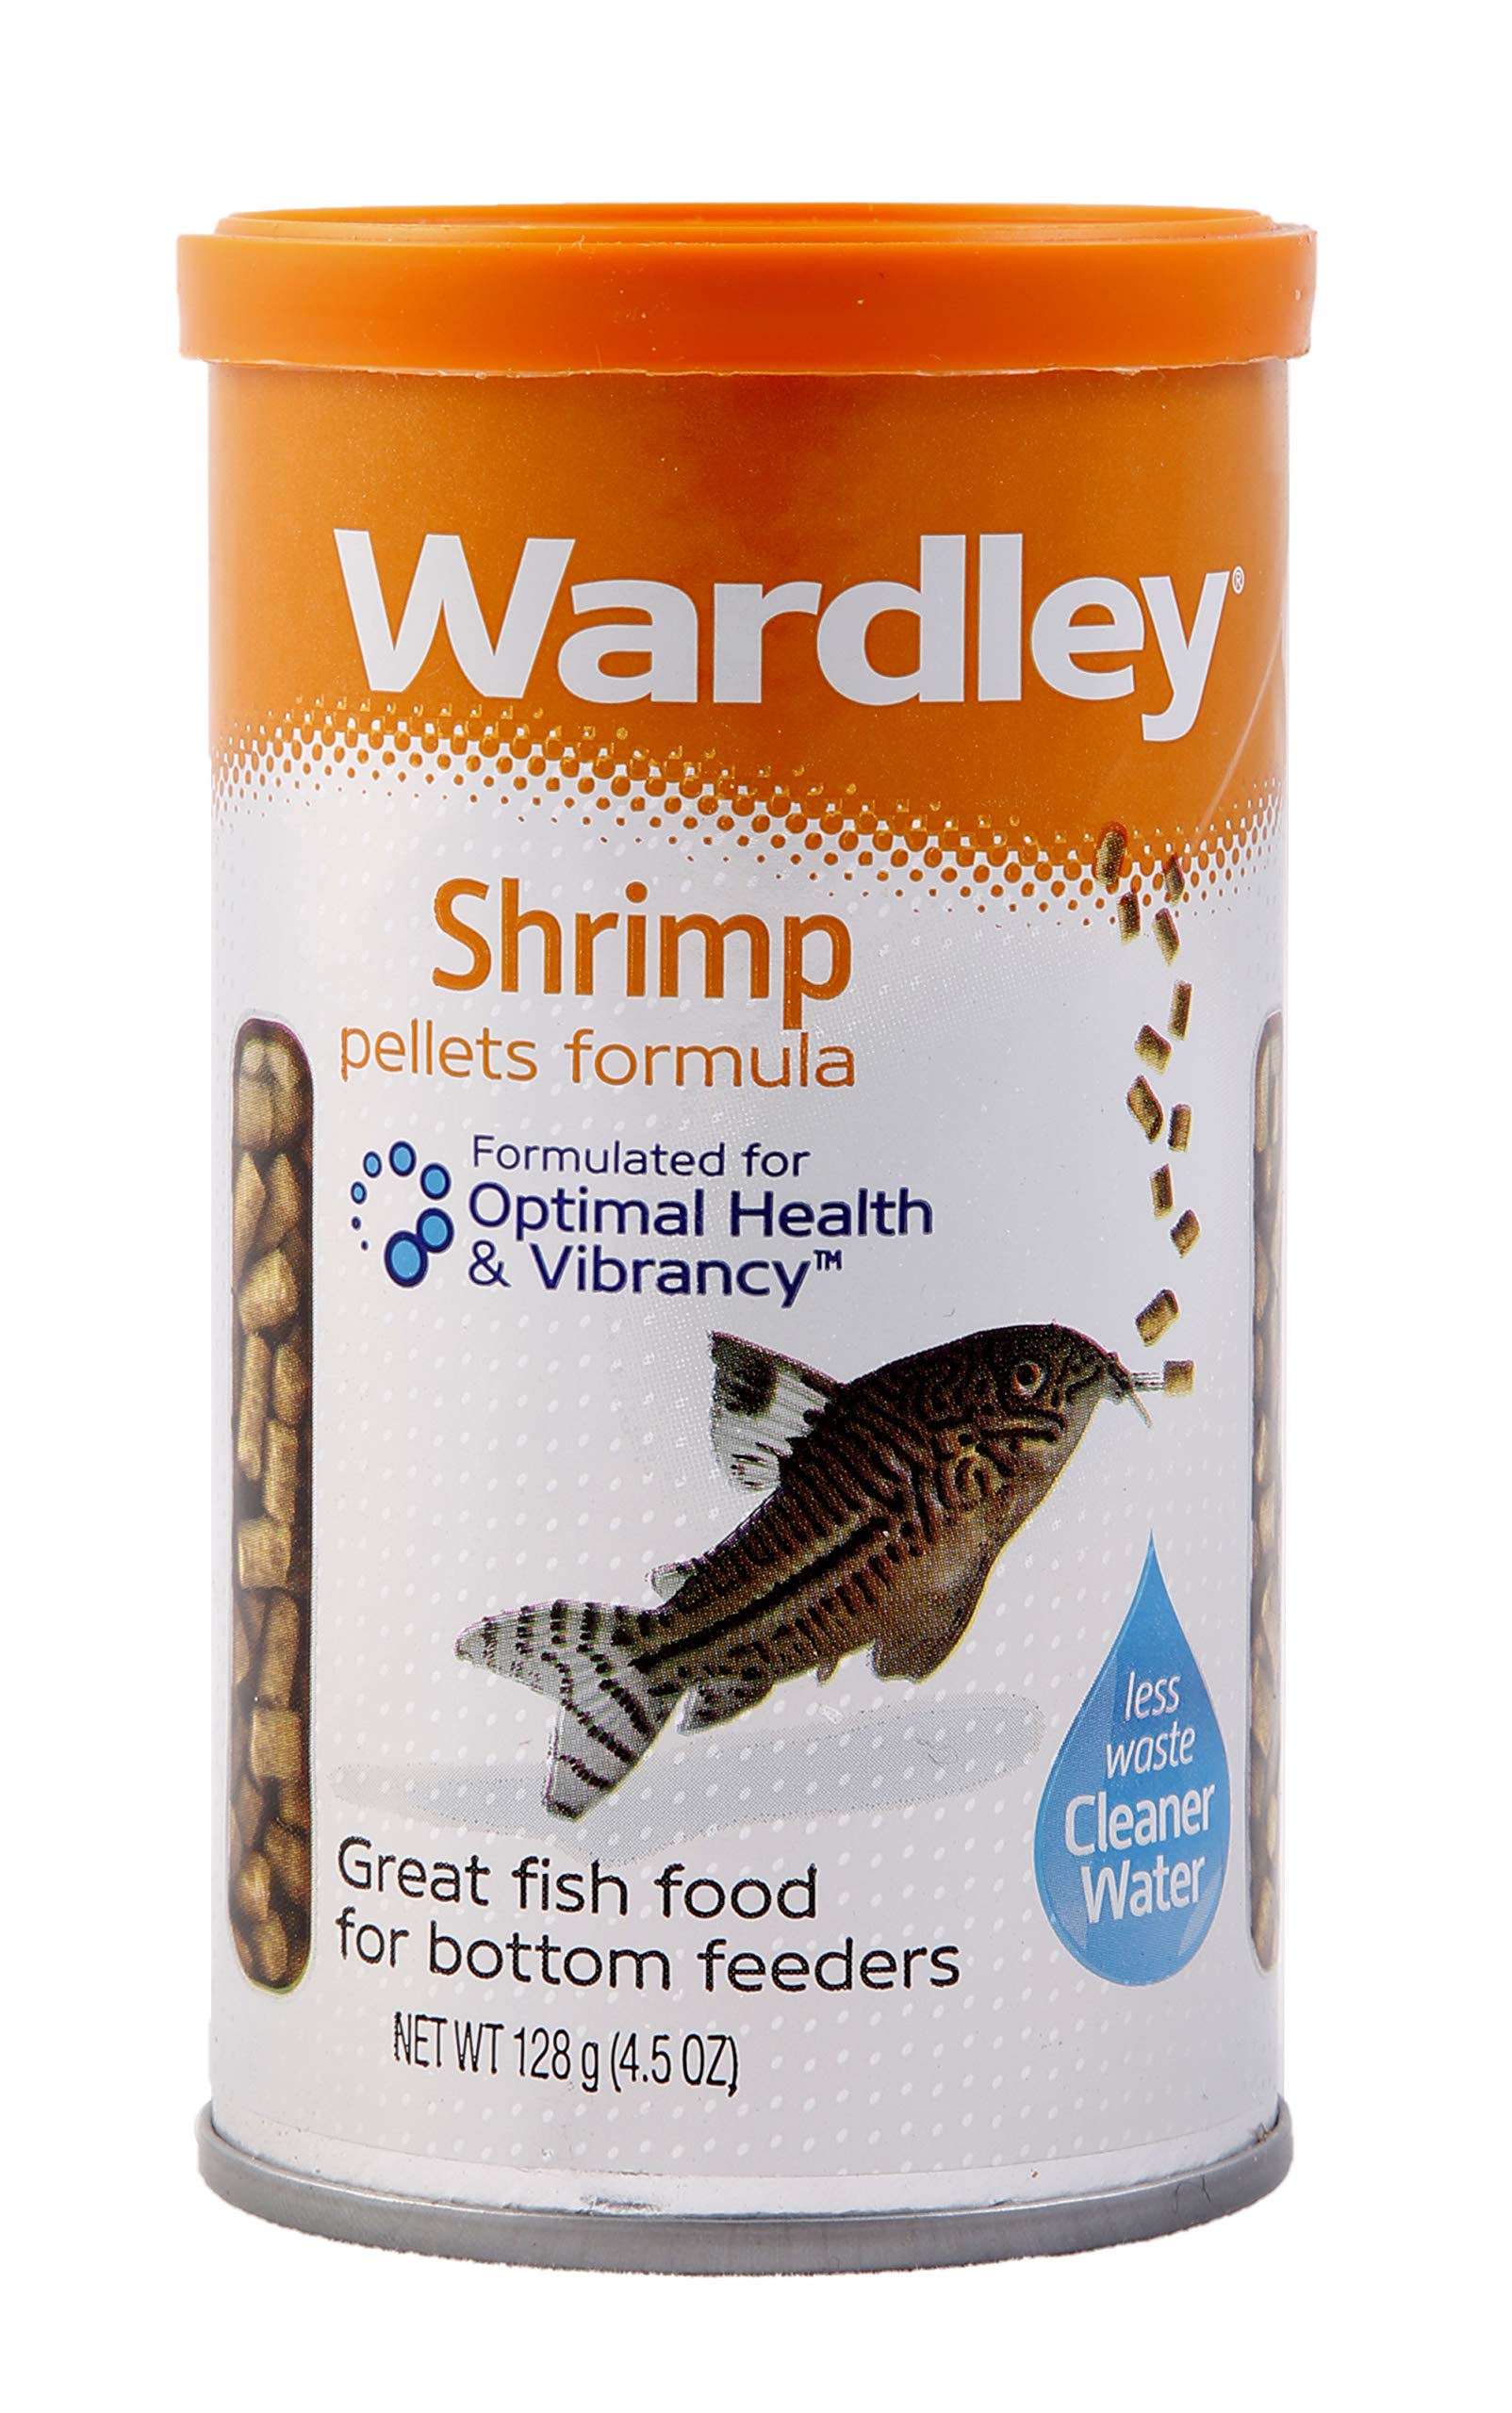 Wardley®
Shrimp
pellets formula
Formulated for
Optimal Health
& Vibrancy™
less
waste
Cleaner
Water
Great fish food
for bottom feeders
NET WT 128 g (4.5 OZ)